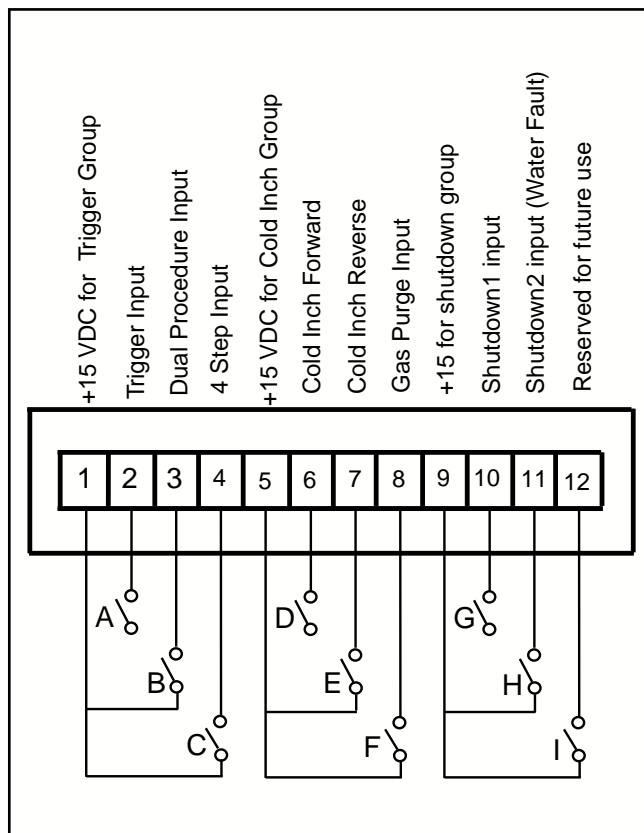 +15 VDC for Trigger Group
Trigger Input
Dual Procedure Input
4 Step Input
+15 VDC for Cold Inch Group
Cold Inch Forward
Cold Inch Reverse
Gas Purge Input
+15 for shutdown group
Shutdown1 input
Shutdown2 input (Water Fault)
Reserved for future use
1 2 3 4 5 6 7 8 9 10 11 12
A D G
B E H
C F I